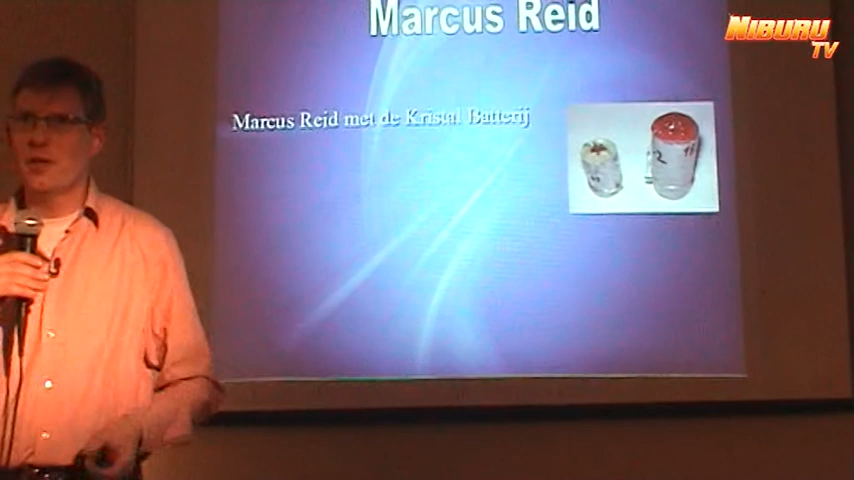 Marcus Reid
NIBURU
TV
Marcus Reid met de Kristal Batterij